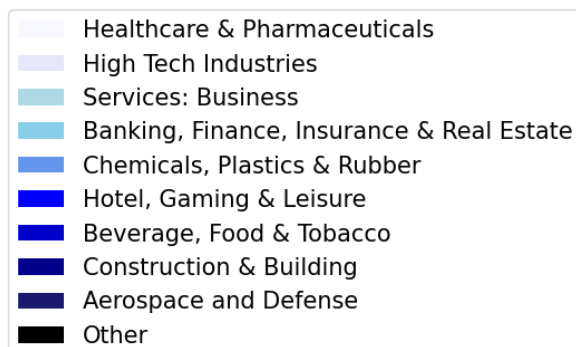 Healthcare & Pharmaceuticals
High Tech Industries
Services: Business
Banking, Finance, Insurance & Real Estate
Chemicals, Plastics & Rubber
Hotel, Gaming & Leisure
Beverage, Food & Tobacco
Construction & Building
Aerospace and Defense
Other